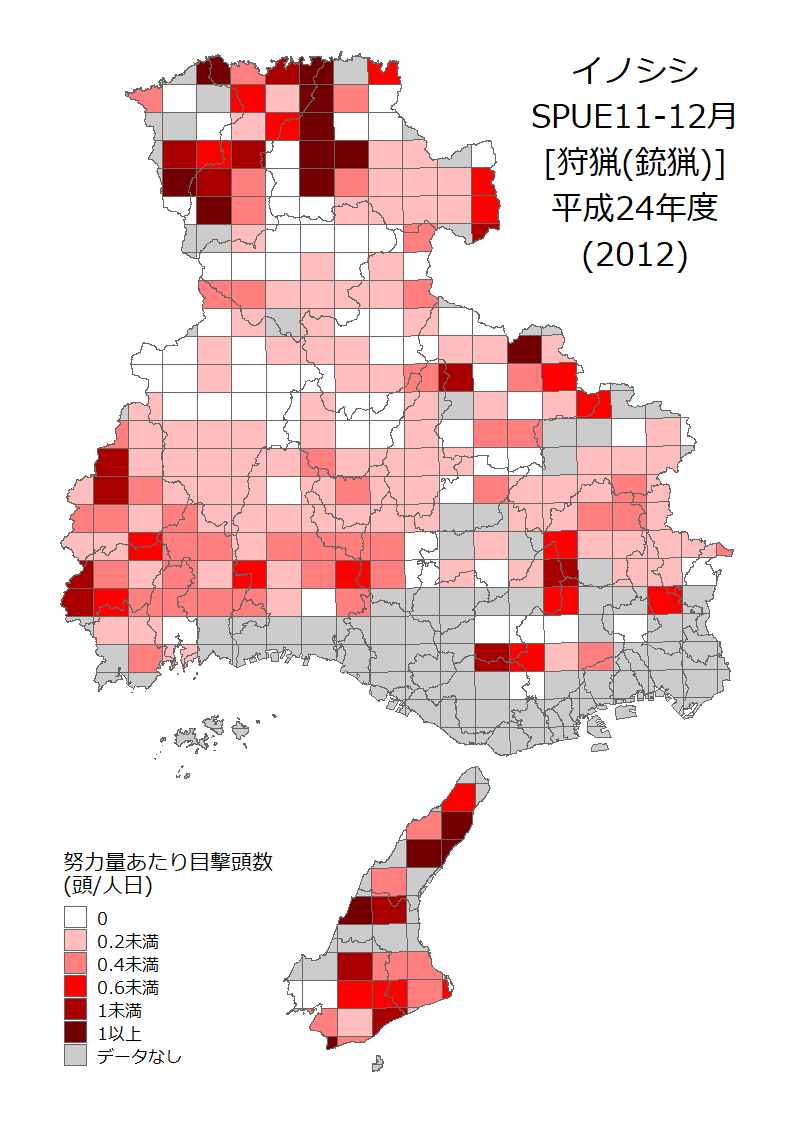 イノシシ
SPUE11-12月
[狩猟(銃猟)]
平成24年度
(2012)
努力量あたり目撃頭数
(頭/人日)
0
0.2未満
0.4未満
0.6未満
1未満
1以上
データなし